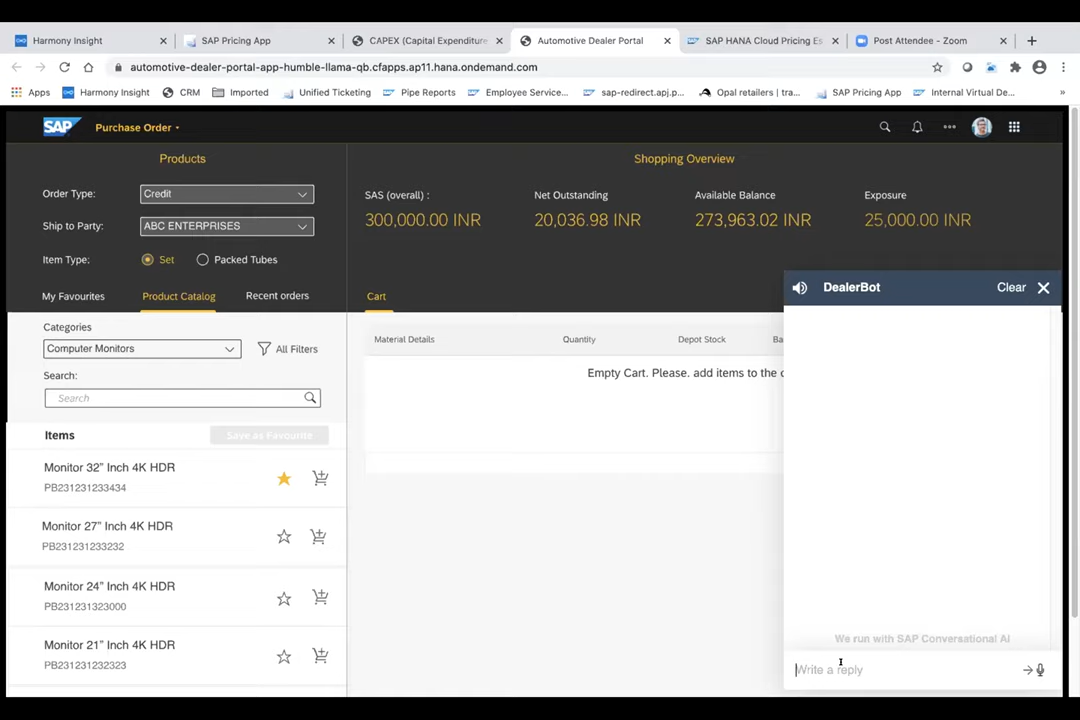 Harmony Insight
SAP Pricing App
CAPEX (Capital Expenditure
Automotive Dealer Portal
SAP HANA Cloud Pricing Es
Post Attendee - Zoom
automotive-dealer-portal-app-humble-llama-qb.cfapps.ap11.hana.ondemand.com
Apps
Harmony Insight
CRM
Imported
Unified Ticketing
Pipe Reports
Employee Service...
sap-redirect.apj.p...
Opal retailers | tra...
SAP Pricing App
Internal Virtual De...
»
SAP
Purchase Order
Products
Order Type:
Credit
Ship to Party:
ABC ENTERPRISES
Item Type:
Set
Packed Tubes
My Favourites
Product Catalog
Recent orders
Shopping Overview
SAS (overall) :
Net Outstanding
Available Balance
Exposure
300,000.00 INR
20,036.98 INR
273,963.02 INR
25,000.00 INR
Cart
Categories
Computer Monitors
All Filters
Search:
Search
Items
Save as Favourite
Monitor 32” Inch 4K HDR
PB231231233434
Monitor 27” Inch 4K HDR
PB231231233232
Monitor 24” Inch 4K HDR
PB231231323000
Monitor 21” Inch 4K HDR
PB231231232323
Material Details
Quantity
Depot Stock
Ba
Empty Cart. Please. add items to the c
DealerBot
Clear
We run with SAP Conversational AI
Write a reply